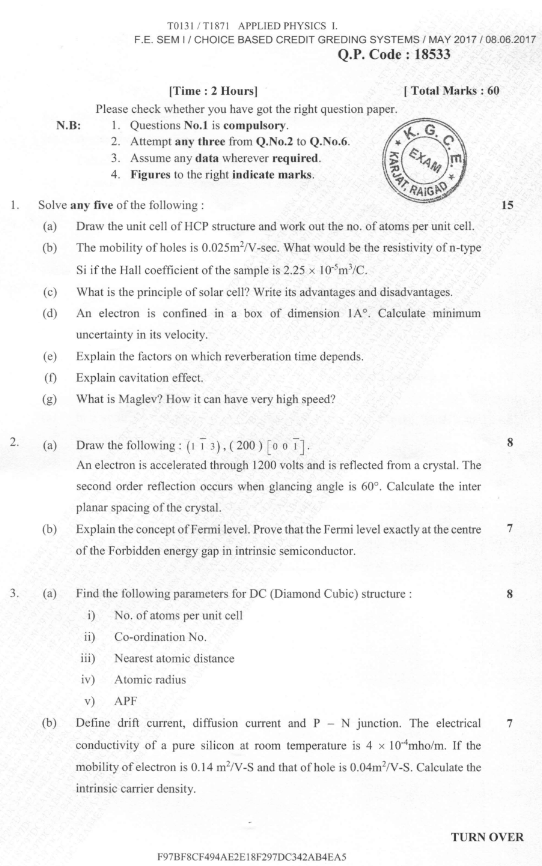 T0131 / T1871 APPLIED PHYSICS I.
F.E. SEM I / CHOICE BASED CREDIT GREDING SYSTEMS / MAY 2017 / 08.06.2017
Q.P. Code : 18533
[Time : 2 Hours] [ Total Marks : 60
Please check whether you have got the right question paper.
N.B: 1. Questions No.1 is compulsory.
2. Attempt any three from Q.No.2 to Q.No.6.
3. Assume any data wherever required.
4. Figures to the right indicate marks.
K. G. C. E.
EXAM
KARJAT, RAIGAD
1. Solve any five of the following : 15
(a) Draw the unit cell of HCP structure and work out the no. of atoms per unit cell.
(b) The mobility of holes is 0.025m²/V-sec. What would be the resistivity of n-type
Si if the Hall coefficient of the sample is 2.25 × 10⁻⁵m³/C.
(c) What is the principle of solar cell? Write its advantages and disadvantages.
(d) An electron is confined in a box of dimension 1A°. Calculate minimum
uncertainty in its velocity.
(e) Explain the factors on which reverberation time depends.
(f) Explain cavitation effect.
(g) What is Maglev? How it can have very high speed?
2. (a) Draw the following : (1 1̅ 3), ( 200 ) [0 0 1̅]. 8
An electron is accelerated through 1200 volts and is reflected from a crystal. The
second order reflection occurs when glancing angle is 60°. Calculate the inter
planar spacing of the crystal.
(b) Explain the concept of Fermi level. Prove that the Fermi level exactly at the centre 7
of the Forbidden energy gap in intrinsic semiconductor.
3. (a) Find the following parameters for DC (Diamond Cubic) structure : 8
i) No. of atoms per unit cell
ii) Co-ordination No.
iii) Nearest atomic distance
iv) Atomic radius
v) APF
(b) Define drift current, diffusion current and P – N junction. The electrical 7
conductivity of a pure silicon at room temperature is 4 × 10⁻⁴mho/m. If the
mobility of electron is 0.14 m²/V-S and that of hole is 0.04m²/V-S. Calculate the
intrinsic carrier density.
TURN OVER
F97BF8CF494AE2E18F297DC342AB4EA5